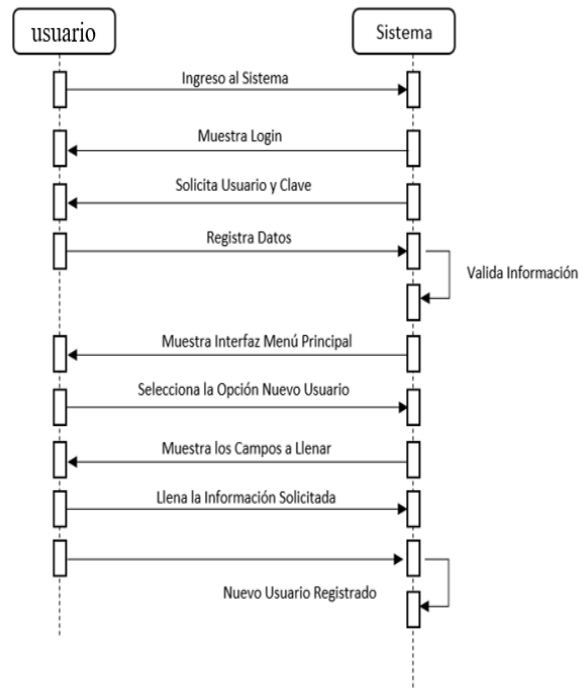 usuario
Sistema
Ingreso al Sistema
Muestra Login
Solicita Usuario y Clave
Registra Datos
Valida Información
Muestra Interfaz Menú Principal
Selecciona la Opción Nuevo Usuario
Muestra los Campos a Llenar
Llena la Información Solicitada
Nuevo Usuario Registrado